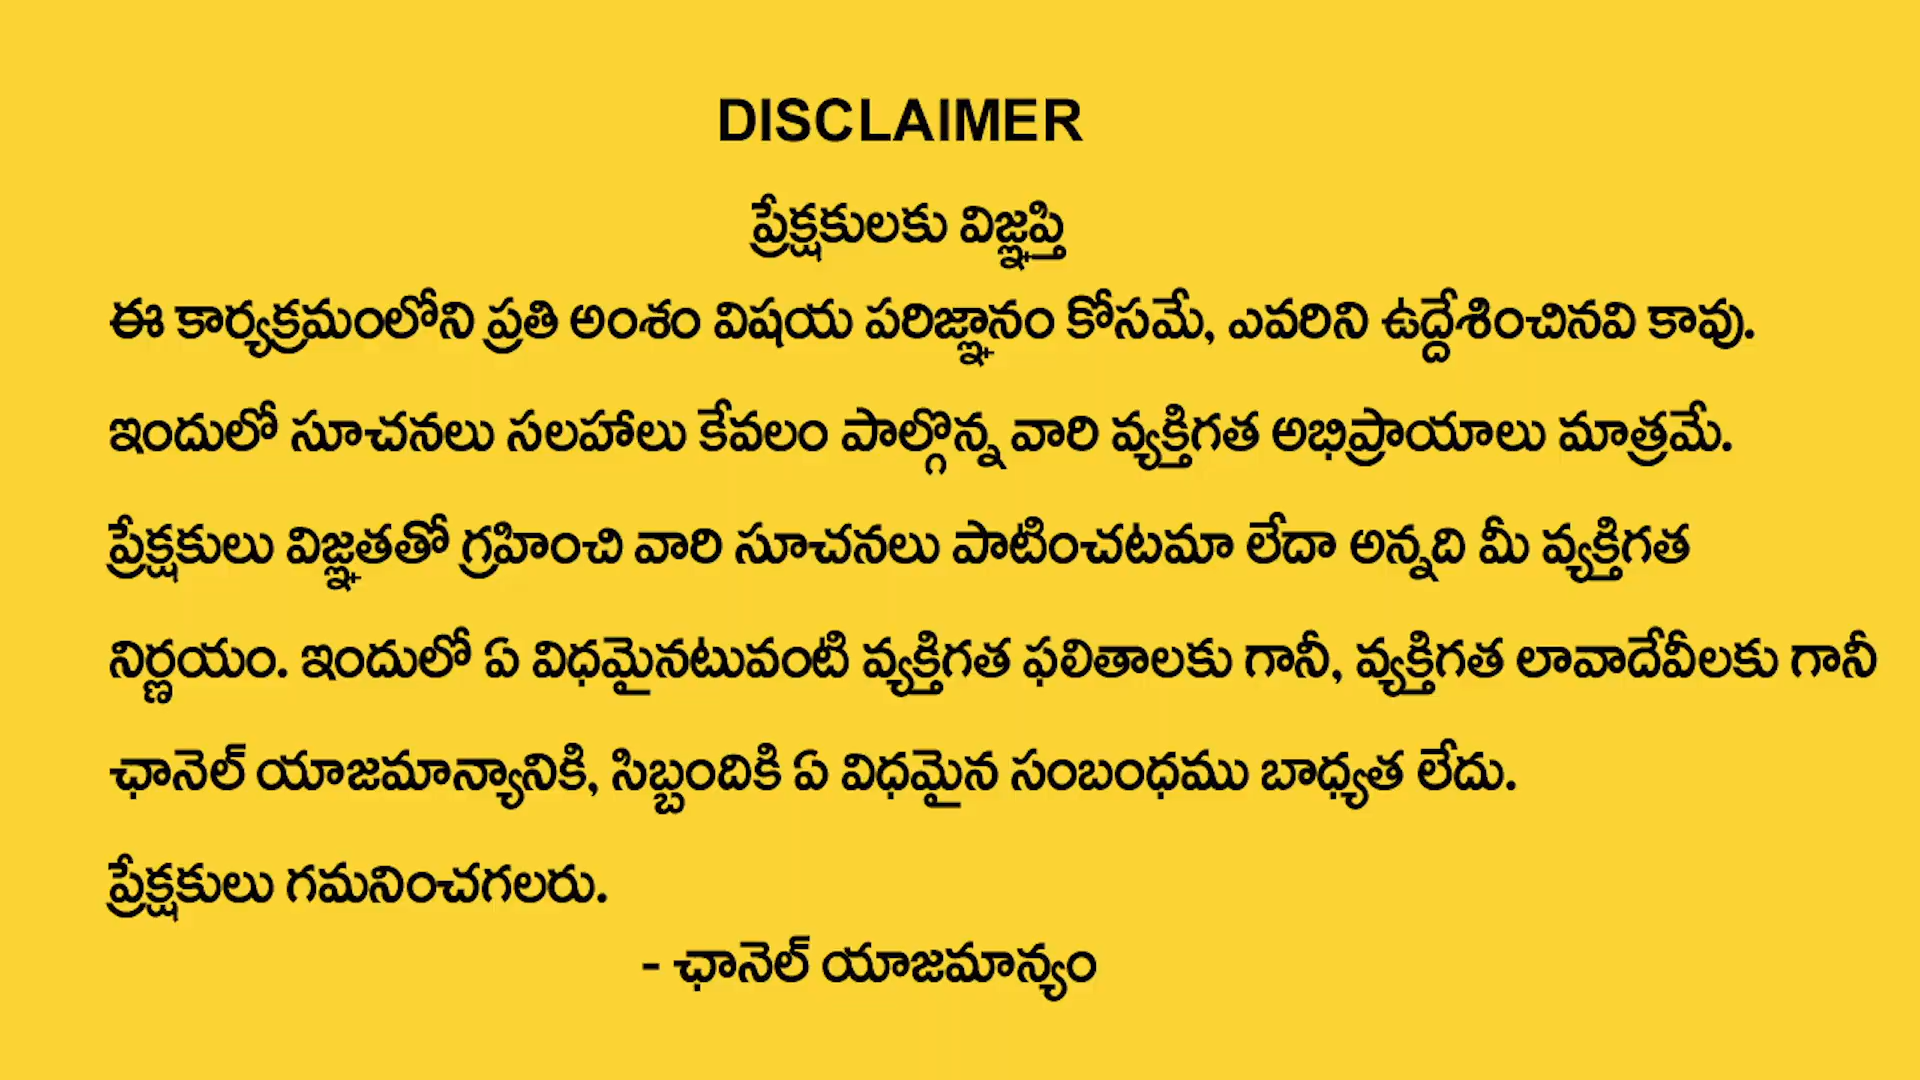 DISCLAIMER
ప్రేక్షకులకు విజ్ఞప్తి
ఈ కార్యక్రమంలోని ప్రతి అంశం విషయ పరిజ్ఞానం కోసమే, ఎవరిని ఉద్దేశించినవి కావు.
ఇందులో సూచనలు సలహాలు కేవలం పాల్గొన్న వారి వ్యక్తిగత అభిప్రాయాలు మాత్రమే.
ప్రేక్షకులు విజ్ఞతతో గ్రహించి వారి సూచనలు పాటించటమా లేదా అన్నది మీ వ్యక్తిగత
నిర్ణయం. ఇందులో ఏ విధమైనటువంటి వ్యక్తిగత ఫలితాలకు గానీ, వ్యక్తిగత లావాదేవీలకు గానీ
ఛానెల్ యాజమాన్యానికి, సిబ్బందికి ఏ విధమైన సంబంధము బాధ్యత లేదు.
ప్రేక్షకులు గమనించగలరు.
- ఛానెల్ యాజమాన్యం